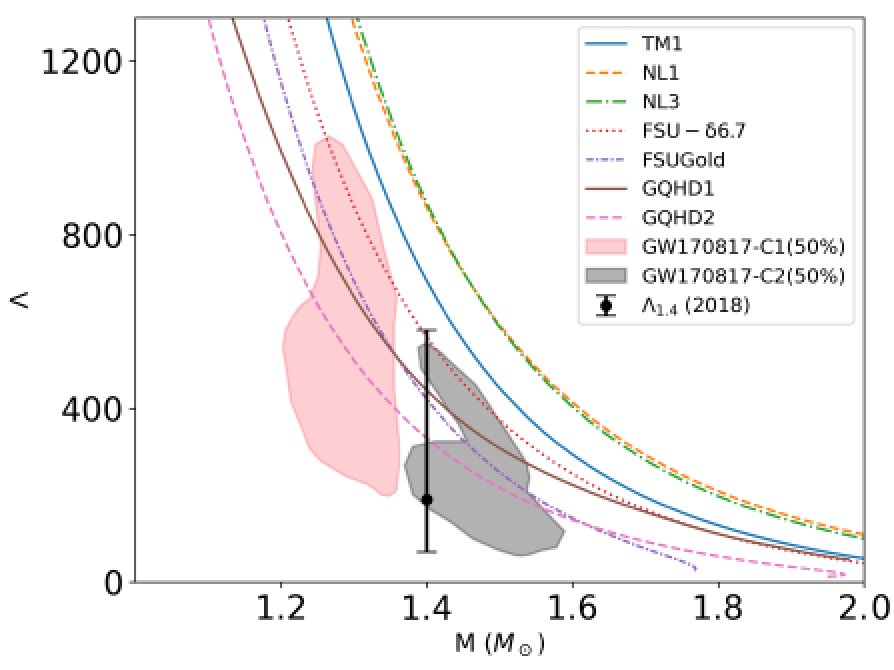 1200
800
400
0
Λ
1.2
1.4
1.6
1.8
2.0
M (M⊙)
TM1
NL1
NL3
FSU − δ6.7
FSUGold
GQHD1
GQHD2
GW170817-C1(50%)
GW170817-C2(50%)
Λ1.4 (2018)